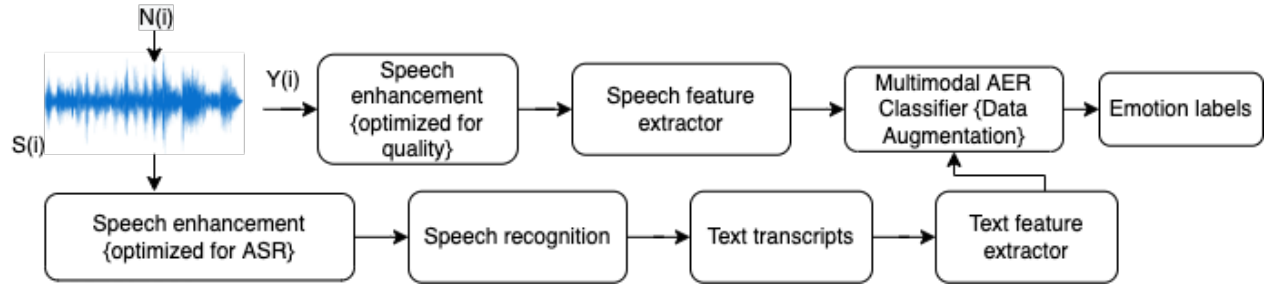 N(i)
S(i)
Y(i)
Speech
enhancement
{optimized for
quality}
Speech feature
extractor
Multimodal AER
Classifier {Data
Augmentation}
Emotion labels
Speech enhancement
{optimized for ASR}
Speech recognition
Text transcripts
Text feature
extractor